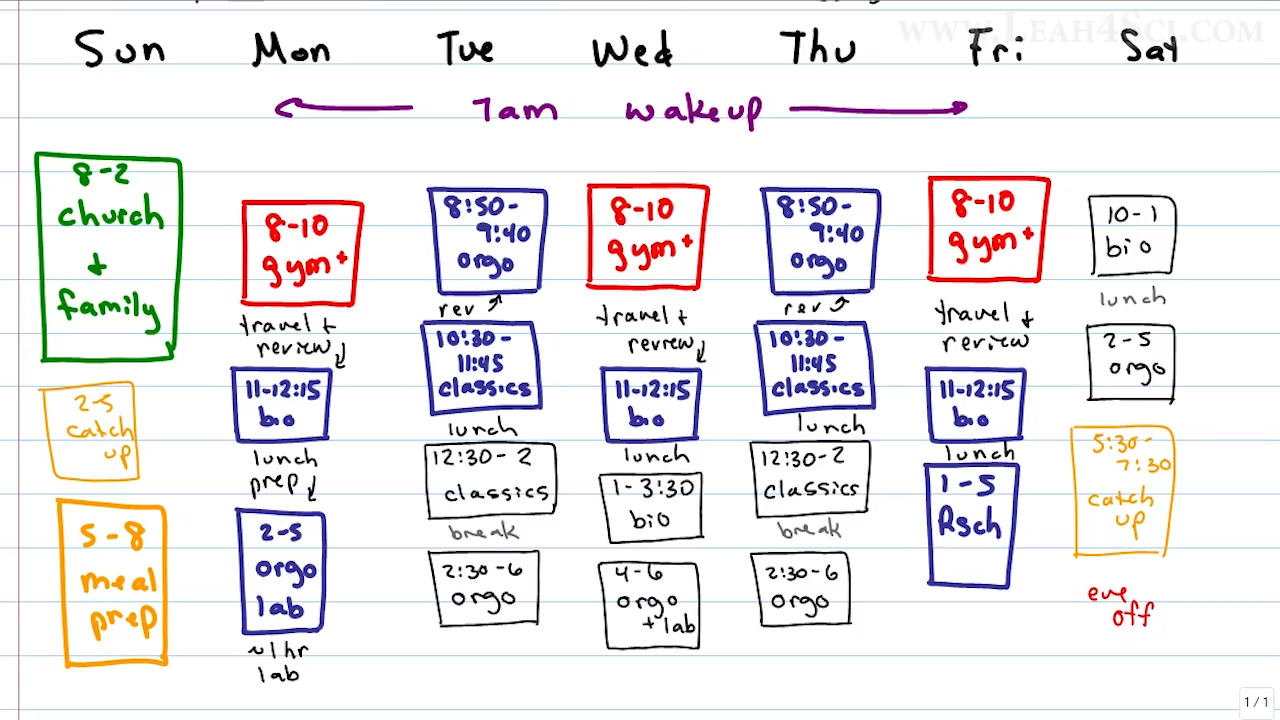 www.Leah4Sci.com
Sun Mon Tue Wed Thu Fri Sat
7am wakeup
8-2
church
+
family
2-5
catch
up
5-8
meal
prep
8-10
gym+
travel +
review
11-12:15
bio
lunch
prep
2-5
orgo
lab
~1hr
lab
8:50-
9:40
orgo
rev
10:30-
11:45
classics
lunch
12:30-2
classics
break
2:30-6
orgo
8-10
gym+
travel +
review
11-12:15
bio
lunch
1-3:30
bio
4-6
orgo
+ lab
8:50-
9:40
orgo
rev
10:30-
11:45
classics
lunch
12:30-2
classics
break
2:30-6
orgo
8-10
gym+
travel +
review
11-12:15
bio
lunch
1-5
Rsch
10-1
bio
lunch
2-5
orgo
5:30-
7:30
catch
up
eve
off
1/1